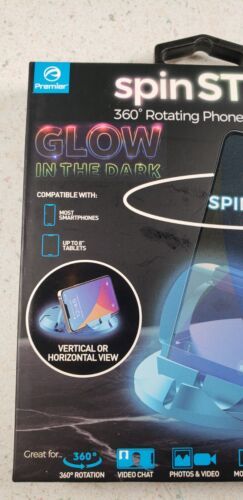 Premier
spin ST
360° Rotating Phone
GLOW
IN THE DARK
COMPATIBLE WITH:
MOST
SMARTPHONES
UP TO 8"
TABLETS
VERTICAL OR
HORIZONTAL VIEW
Great for...
360°
360° ROTATION
VIDEO CHAT
PHOTOS & VIDEO